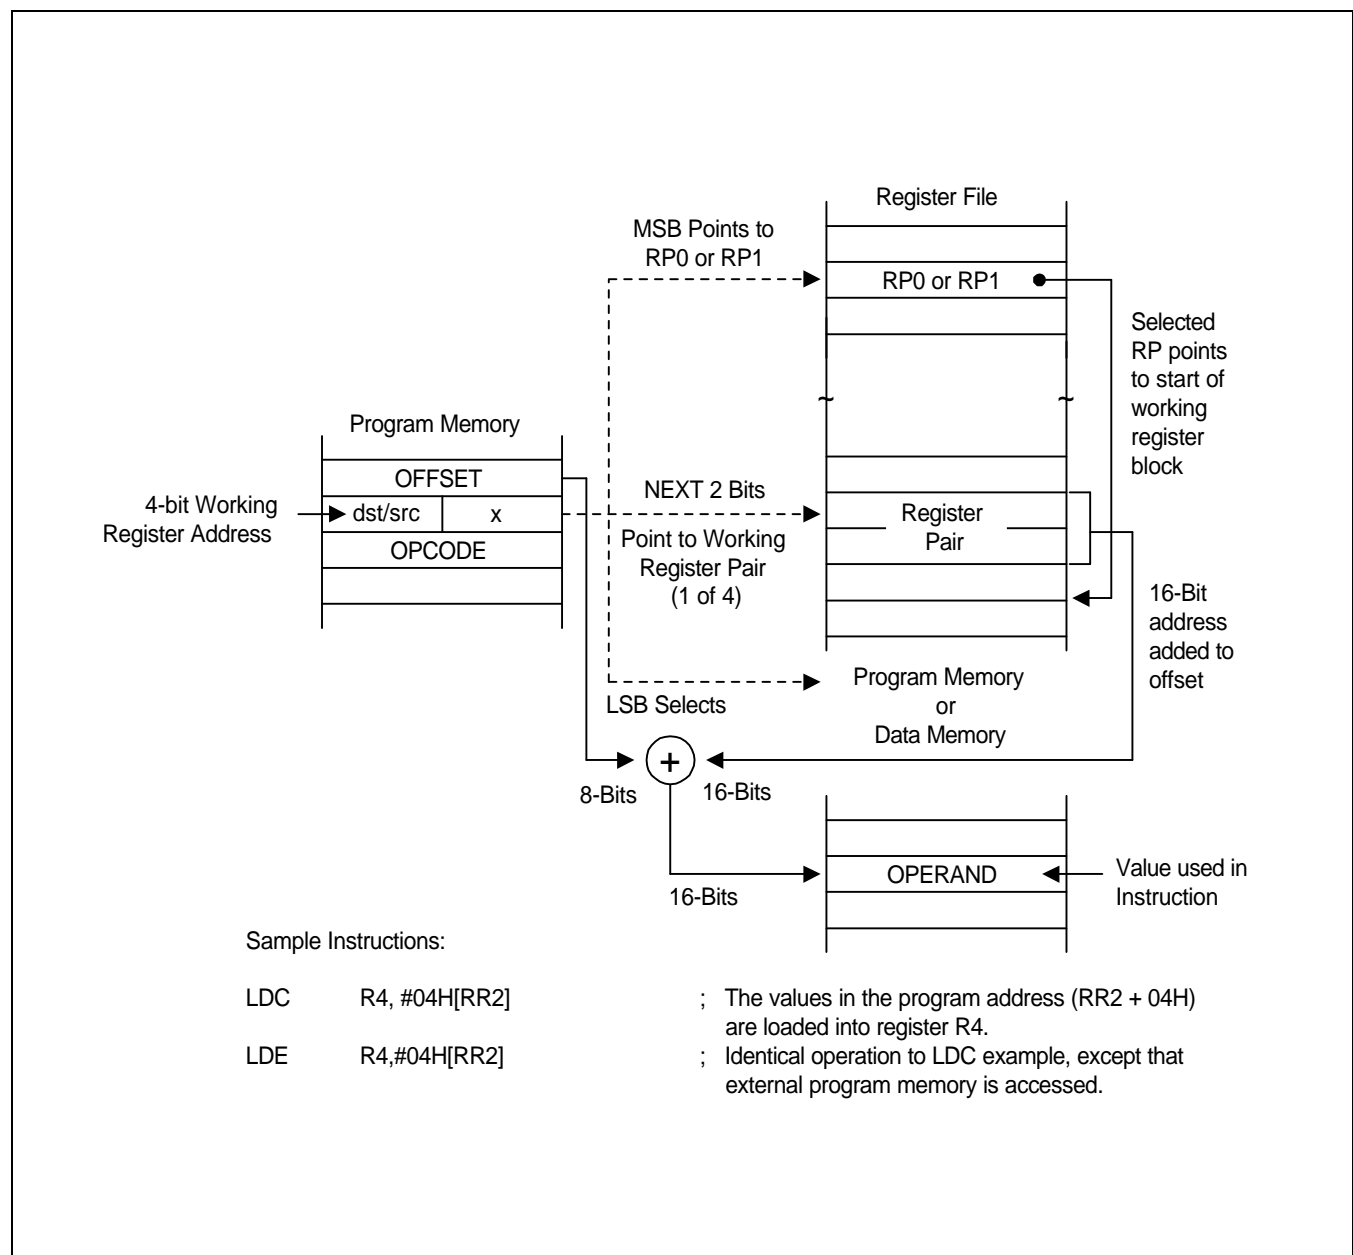 Register File
MSB Points to
RP0 or RP1
RP0 or RP1
Selected
RP points
to start of
working
register
block
~
~
Program Memory
OFFSET
4-bit Working
Register Address
dst/src
x
OPCODE
NEXT 2 Bits
Point to Working
Register Pair
(1 of 4)
Register
Pair
16-Bit
address
added to
offset
LSB Selects
Program Memory
or
Data Memory
+
8-Bits
16-Bits
16-Bits
OPERAND
Value used in
Instruction
Sample Instructions:
LDC R4, #04H[RR2] ; The values in the program address (RR2 + 04H)
are loaded into register R4.
LDE R4,#04H[RR2] ; Identical operation to LDC example, except that
external program memory is accessed.